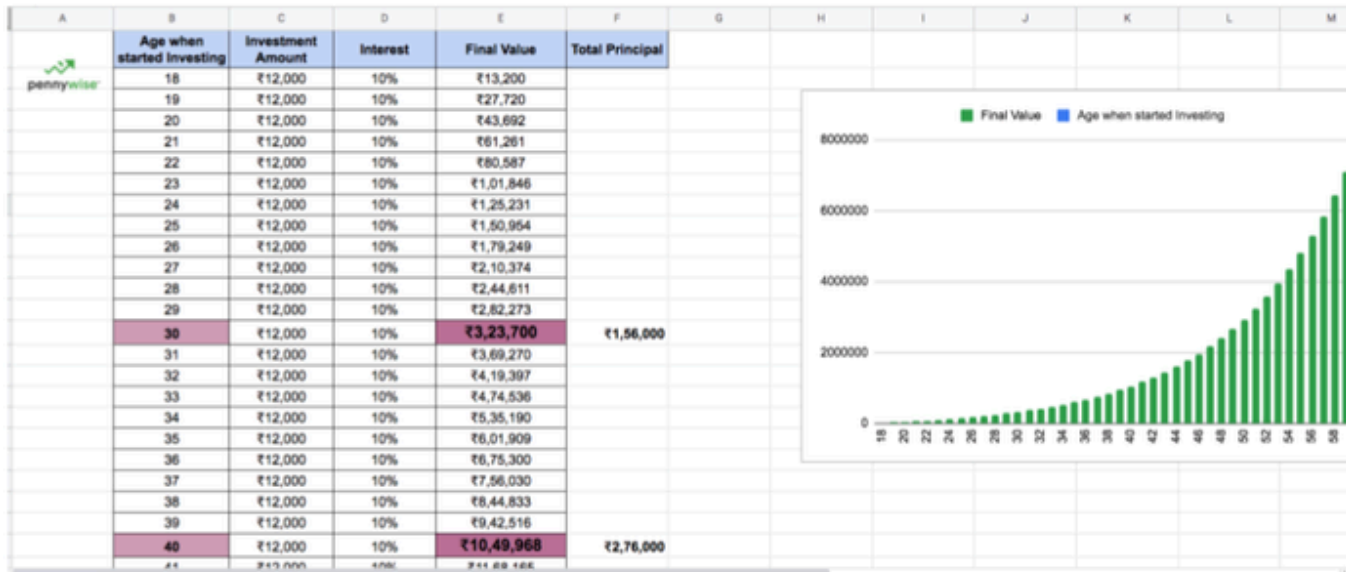 A B C D E F G H I J K L M
Age when started Investing Investment Amount Interest Final Value Total Principal
pennywise
18 ₹12,000 10% ₹13,200
19 ₹12,000 10% ₹27,720
20 ₹12,000 10% ₹43,692
21 ₹12,000 10% ₹61,261
22 ₹12,000 10% ₹80,587
23 ₹12,000 10% ₹1,01,846
24 ₹12,000 10% ₹1,25,231
25 ₹12,000 10% ₹1,50,954
26 ₹12,000 10% ₹1,79,249
27 ₹12,000 10% ₹2,10,374
28 ₹12,000 10% ₹2,44,611
29 ₹12,000 10% ₹2,82,273
30 ₹12,000 10% ₹3,23,700 ₹1,56,000
31 ₹12,000 10% ₹3,69,270
32 ₹12,000 10% ₹4,19,397
33 ₹12,000 10% ₹4,74,536
34 ₹12,000 10% ₹5,35,190
35 ₹12,000 10% ₹6,01,909
36 ₹12,000 10% ₹6,75,300
37 ₹12,000 10% ₹7,56,030
38 ₹12,000 10% ₹8,44,833
39 ₹12,000 10% ₹9,42,516
40 ₹12,000 10% ₹10,49,968 ₹2,76,000
Final Value Age when started Investing
8000000
6000000
4000000
2000000
0
18 20 22 24 26 28 30 32 34 36 38 40 42 44 46 48 50 52 54 56 58